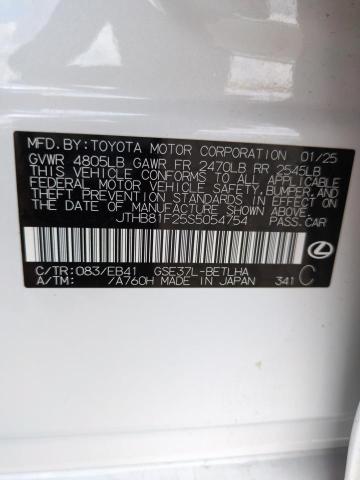 MFD.BY:TOYOTA MOTOR CORPORATION 01/25
GVWR 4805LB GAWR FR 2470LB RR 2545LB
THIS VEHICLE CONFORMS TO ALL APPLICABLE
FEDERAL MOTOR VEHICLE SAFETY,BUMPER,AND
THEFT PREVENTION STANDARDS IN EFFECT ON
THE DATE OF MANUFACTURE SHOWN ABOVE.
JTHB81F25S5054754 PASS.CAR
C/TR:083/EB41 GSE37L-BETLHA C
A/TM: /A760H MADE IN JAPAN 341